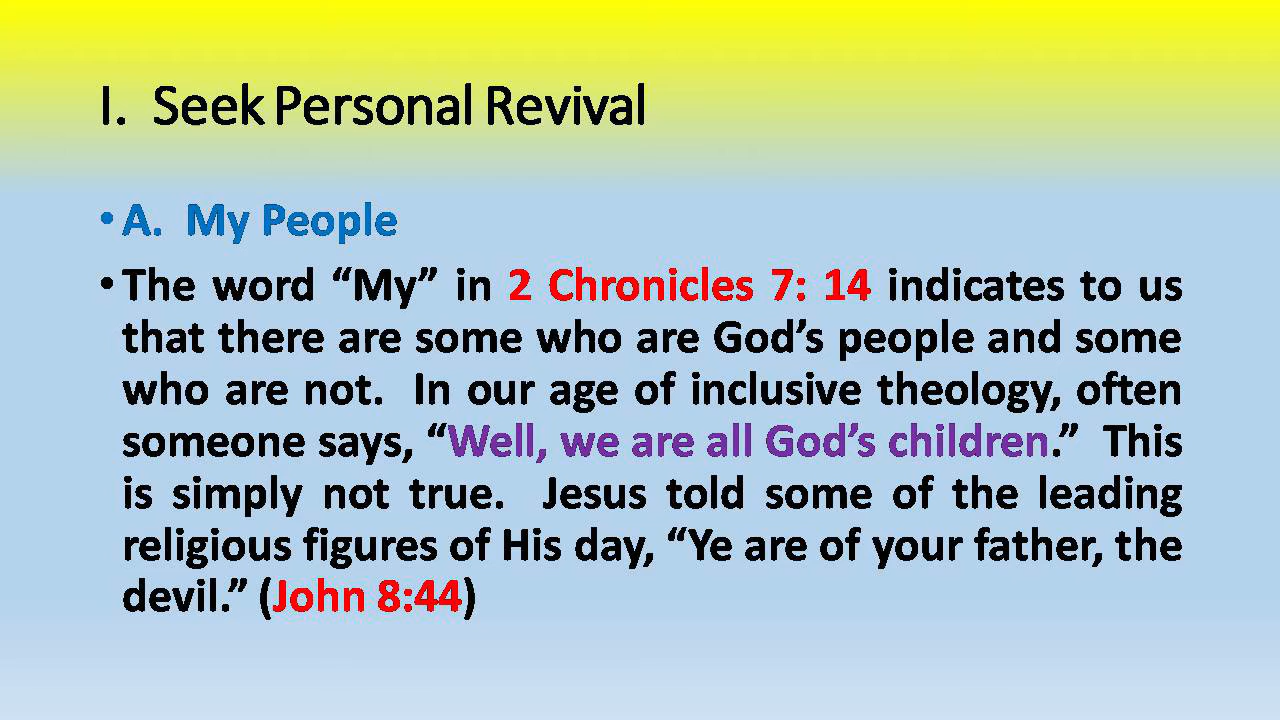 I. Seek Personal Revival
• A. My People
• The word “My” in 2 Chronicles 7: 14 indicates to us
that there are some who are God’s people and some
who are not. In our age of inclusive theology, often
someone says, “Well, we are all God’s children.” This
is simply not true. Jesus told some of the leading
religious figures of His day, “Ye are of your father, the
devil.” (John 8:44)